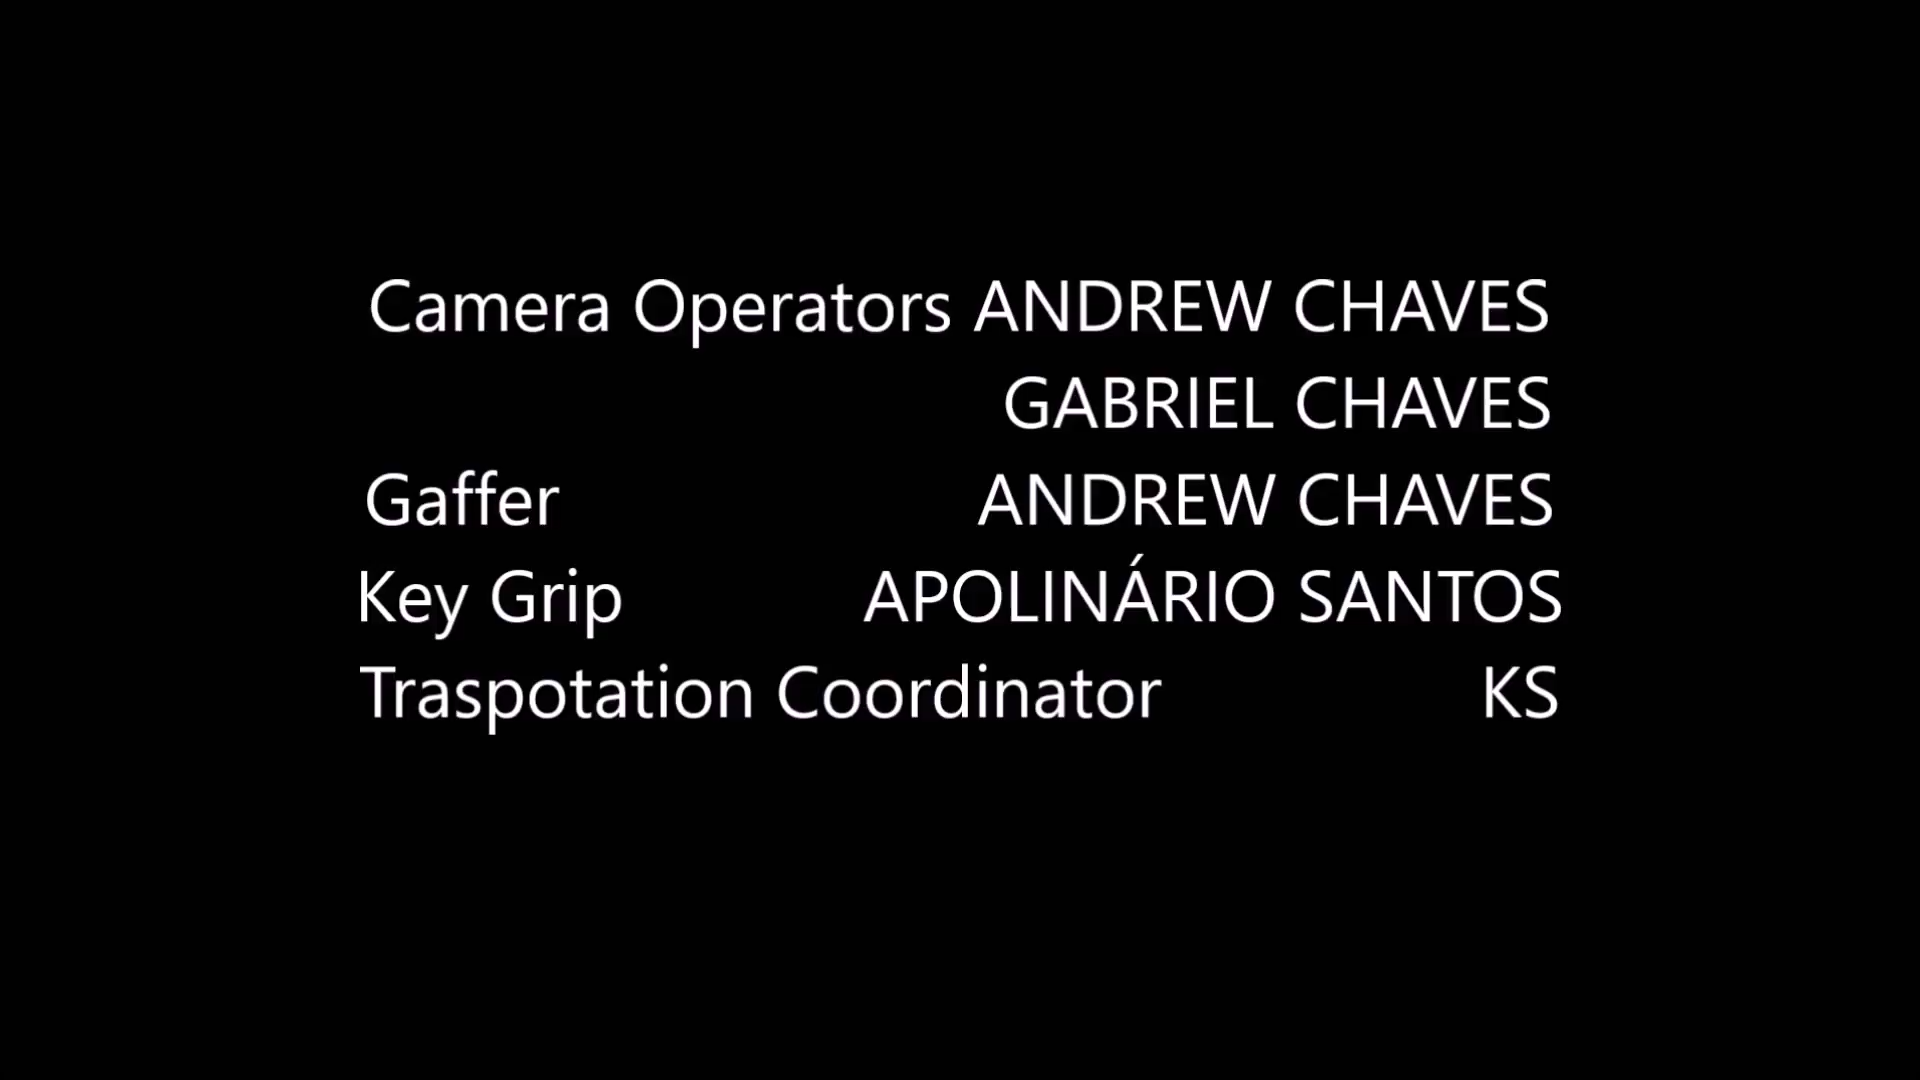 Camera Operators ANDREW CHAVES
GABRIEL CHAVES
Gaffer ANDREW CHAVES
Key Grip APOLINÁRIO SANTOS
Traspotation Coordinator KS